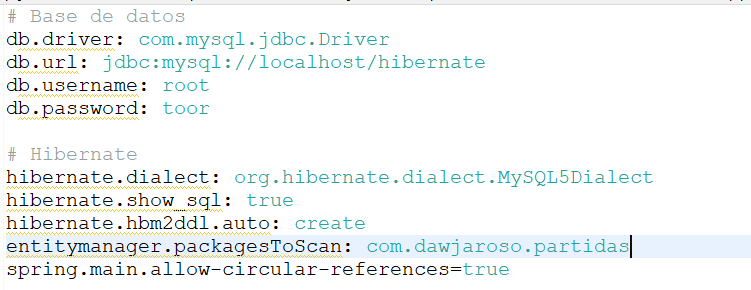 # Base de datos
db.driver: com.mysql.jdbc.Driver
db.url: jdbc:mysql://localhost/hibernate
db.username: root
db.password: toor
# Hibernate
hibernate.dialect: org.hibernate.dialect.MySQL5Dialect
hibernate.show_sql: true
hibernate.hbm2ddl.auto: create
entitymanager.packagesToScan: com.dawjaroso.partidas
spring.main.allow-circular-references=true